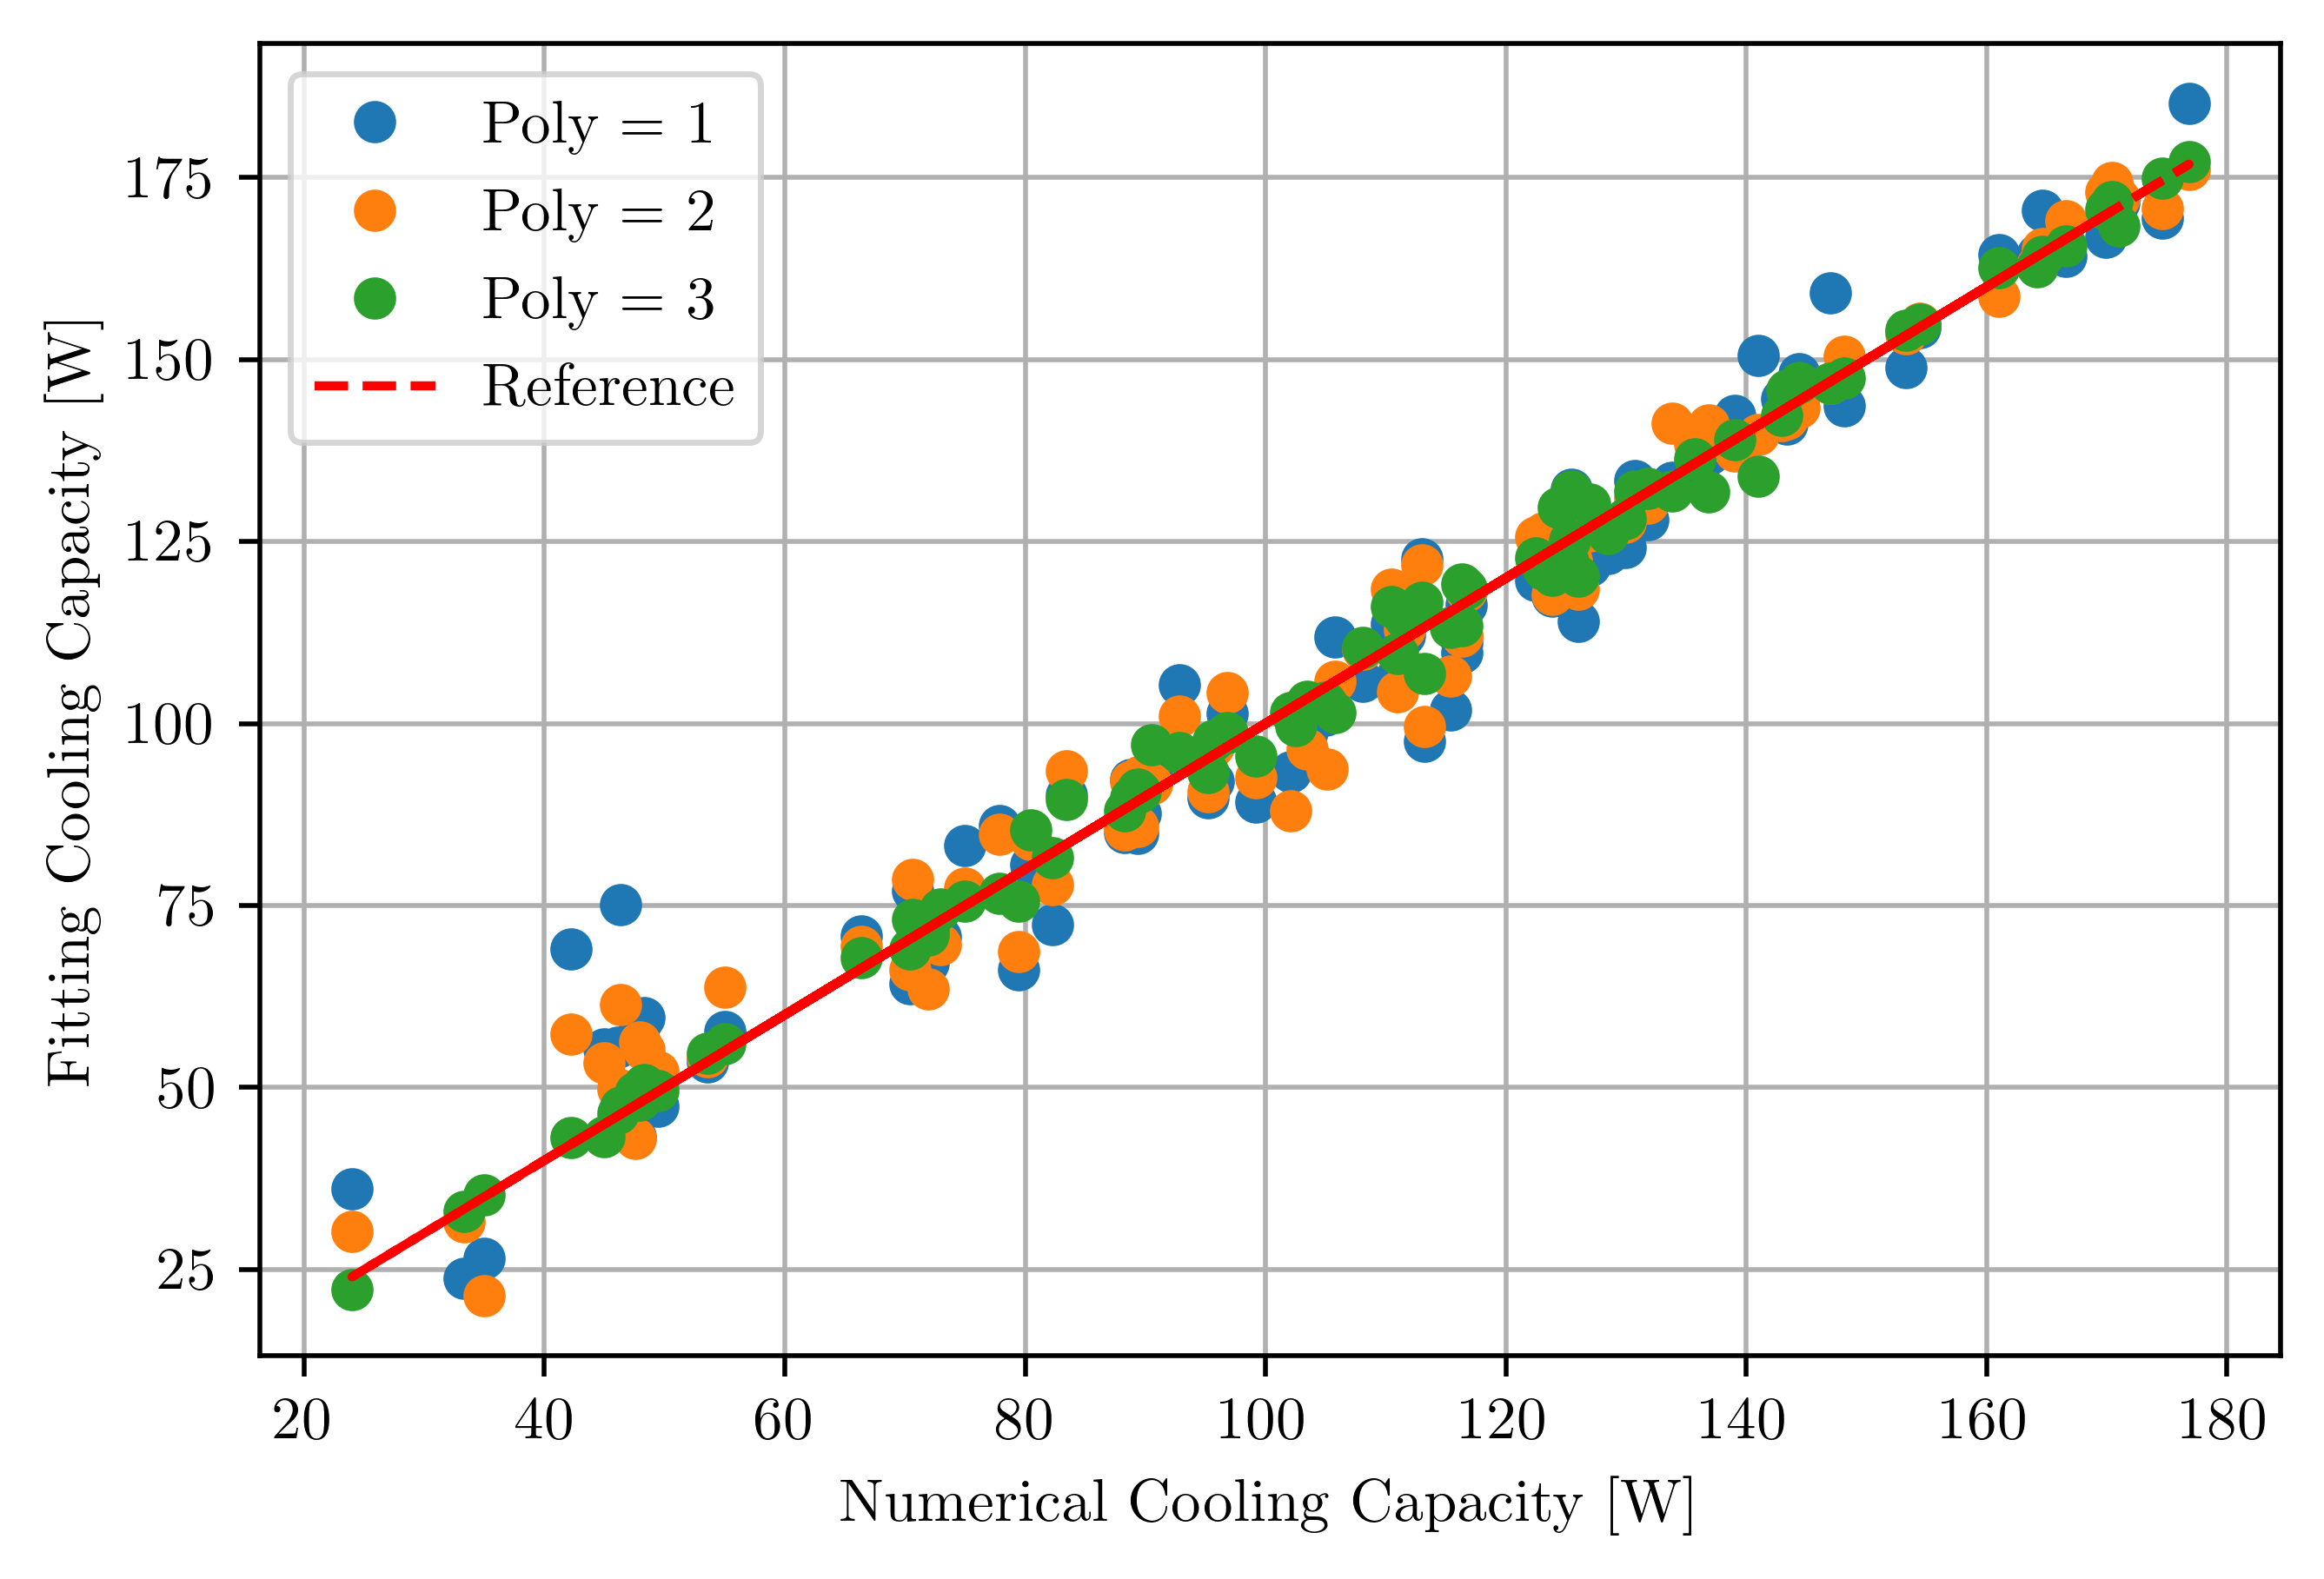 Poly = 1
Poly = 2
Poly = 3
Reference
Fitting Cooling Capacity [W]
175
150
125
100
75
50
25
20 40 60 80 100 120 140 160 180
Numerical Cooling Capacity [W]